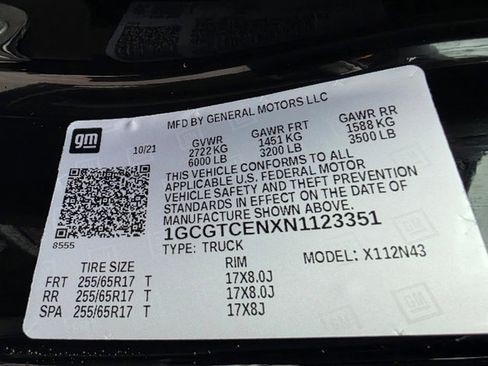 MFD BY GENERAL MOTORS LLC
gm
10/21
GVWR GAWR FRT GAWR RR
2722 KG 1451 KG 1588 KG
6000 LB 3200 LB 3500 LB
THIS VEHICLE CONFORMS TO ALL
APPLICABLE U.S. FEDERAL MOTOR
VEHICLE SAFETY AND THEFT PREVENTION
STANDARDS IN EFFECT ON THE DATE OF
MANUFACTURE SHOWN ABOVE.
8555
1GCGTCENXN1123351
TYPE: TRUCK MODEL: X112N43
TIRE SIZE RIM
FRT 255/65R17 T 17X8.0J
RR 255/65R17 T 17X8.0J
SPA 255/65R17 T 17X8J